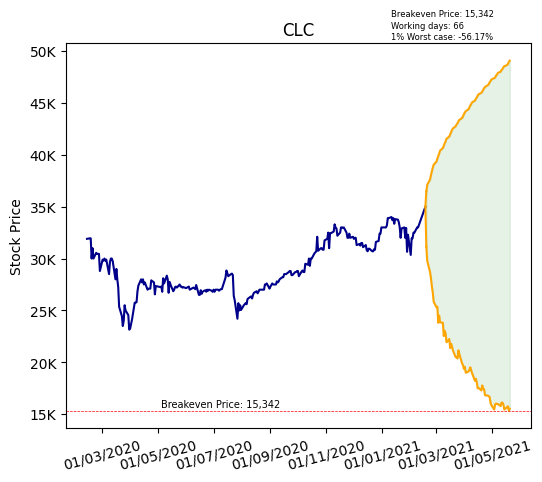 Breakeven Price: 15,342
Working days: 66
1% Worst case: -56.17%
CLC
50K
45K
40K
35K
30K
25K
20K
15K
Stock Price
Breakeven Price: 15,342
01/03/2020
01/05/2020
01/07/2020
01/09/2020
01/11/2020
01/01/2021
01/03/2021
01/05/2021